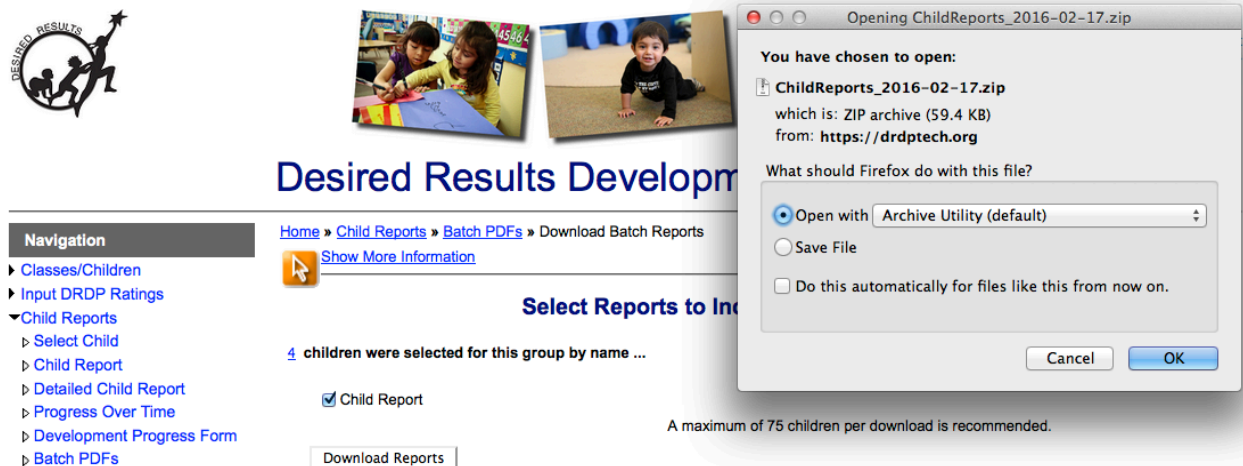 DESIRED RESULTS
45464
Desired Results Developm
Navigation
Classes/Children
Input DRDP Ratings
Child Reports
Select Child
Child Report
Detailed Child Report
Progress Over Time
Development Progress Form
Batch PDFs
Home » Child Reports » Batch PDFs » Download Batch Reports
Show More Information
Select Reports to Inc
4 children were selected for this group by name ...
Child Report
A maximum of 75 children per download is recommended.
Download Reports
Opening ChildReports_2016-02-17.zip
You have chosen to open:
ChildReports_2016-02-17.zip
which is: ZIP archive (59.4 KB)
from: https://drdptech.org
What should Firefox do with this file?
Open with Archive Utility (default)
Save File
Do this automatically for files like this from now on.
Cancel OK